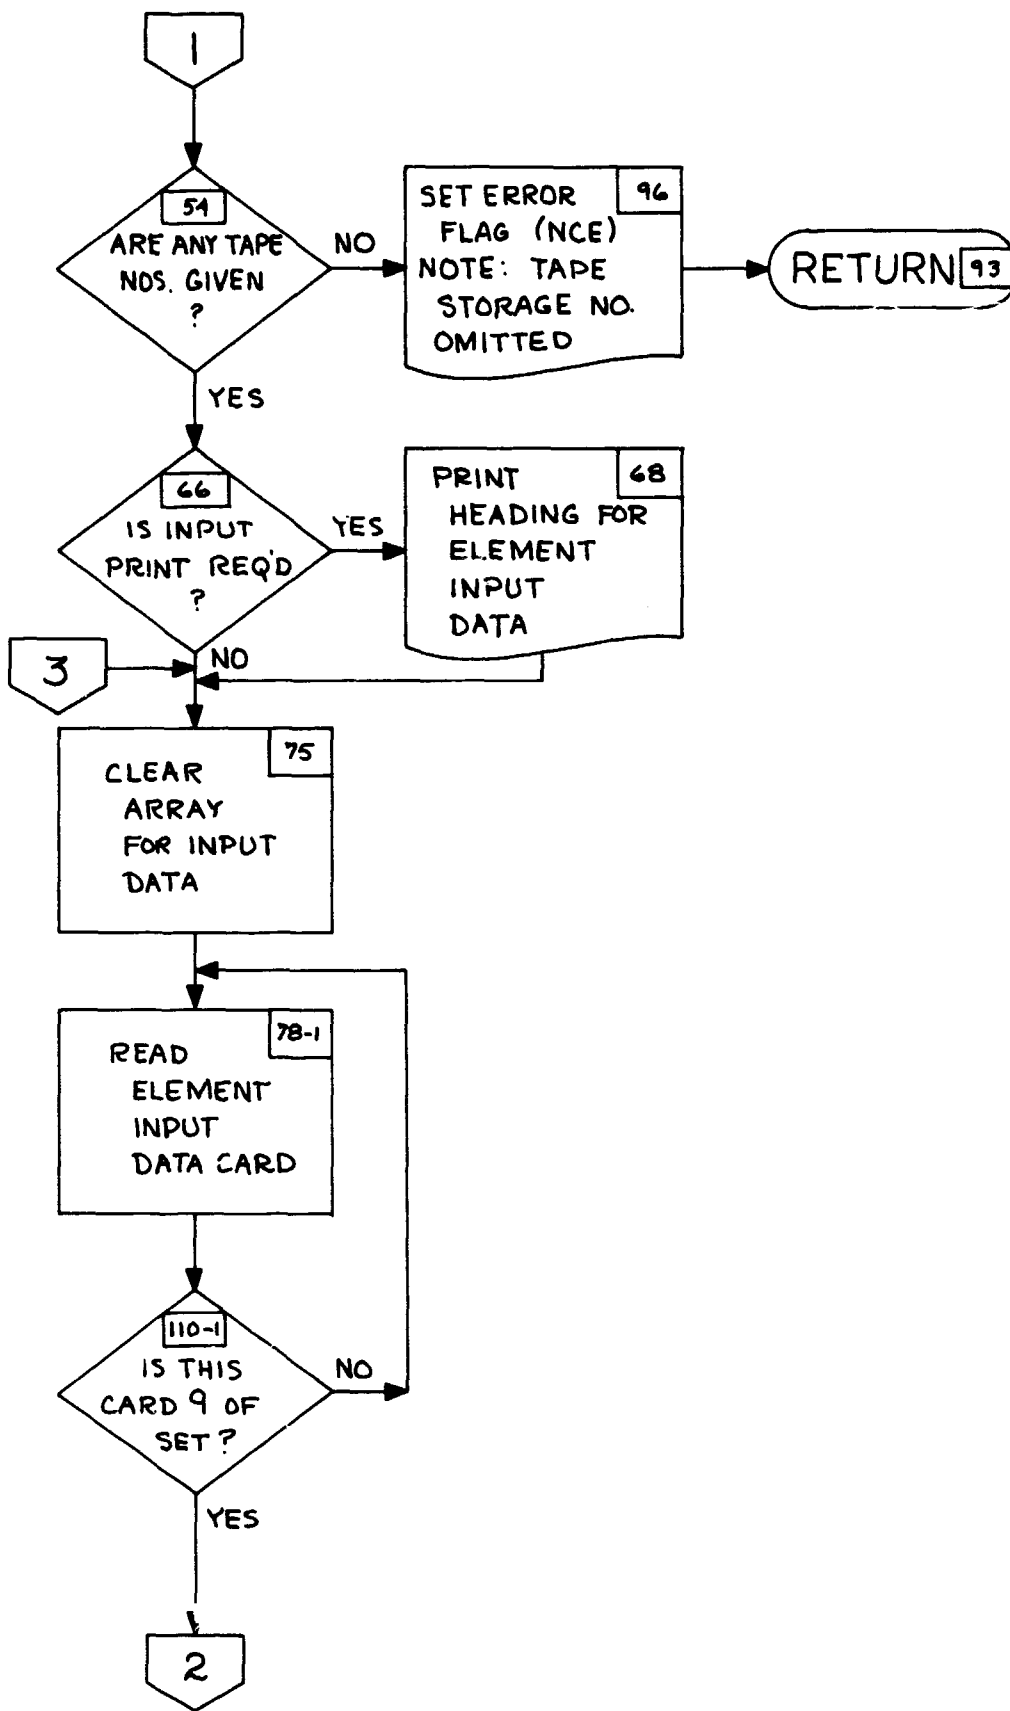 1
54
ARE ANY TAPE
NOS. GIVEN
?
NO
96
SET ERROR
FLAG (NCE)
NOTE: TAPE
STORAGE NO.
OMITTED
RETURN 93
YES
66
IS INPUT
PRINT REQ'D
?
YES
68
PRINT
HEADING FOR
ELEMENT
INPUT
DATA
NO
3
75
CLEAR
ARRAY
FOR INPUT
DATA
78-1
READ
ELEMENT
INPUT
DATA CARD
110-1
IS THIS
CARD 9 OF
SET?
NO
YES
2